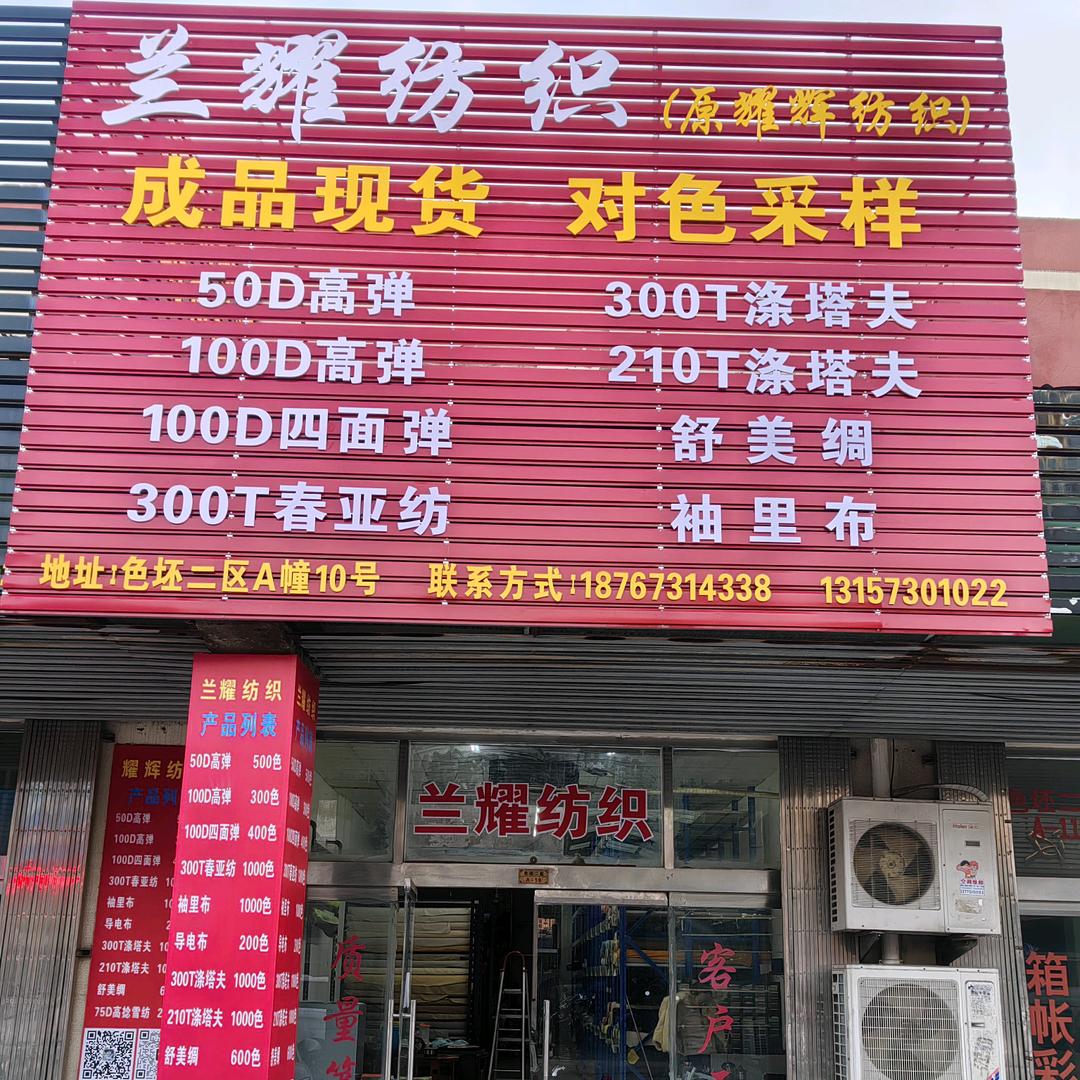 兰耀纺织(原耀辉纺织)
成品现货 对色采样
50D高弹 300T涤塔夫
100D高弹 210T涤塔夫
100D四面弹 舒美绸
300T春亚纺 袖里布
地址:色坯二区A幢10号 联系方式:18767314338 13157301022
兰耀纺织
产品列表
50D高弹 500色
100D高弹 300色
100D四面弹 400色
300T春亚纺 1000色
袖里布 1000色
导电布 200色
300T涤塔夫 1000色
210T涤塔夫 1000色
舒美绸 600色
耀辉纺
产品列
50D高弹
100D高弹
100D四面弹
300T春亚纺
袖里布
导电布
300T涤塔夫
210T涤塔夫
舒美绸
75D高捻雪纺
兰耀纺织
质量
客户
箱帐彩